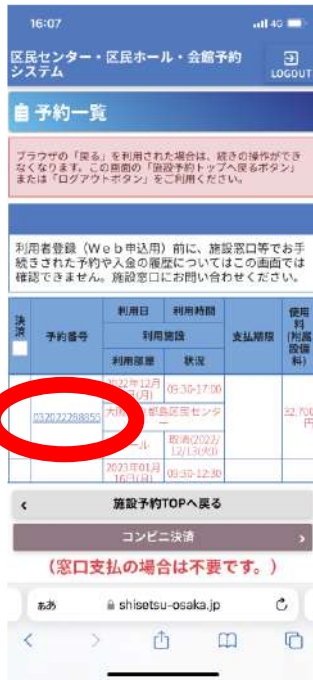 16:07
4G
区民センター・区民ホール・会館予約
システム
LOGOUT
予約一覧
ブラウザの「戻る」を利用された場合は、続きの操作ができ
なくなります。この画面の「施設予約トップへ戻るボタン」
または「ログアウトボタン」をご利用ください。
利用者登録（Ｗｅｂ申込用）前に、施設窓口等でお手
続きされた予約や入金の履歴についてはこの画面では
確認できません。施設窓口にお問い合わせください。
決済
予約番号
利用日
利用時間
利用施設
利用部屋
状況
支払期限
使用料
(附属設備料)
2022年12月
(月)
09:30-17:00
032022288855
都島区民センタ
ー
ール
取消(2022/
12/13(火))
32,700
円
2023年01月
16日(月)
09:30-12:30
施設予約TOPへ戻る
コンビニ決済
（窓口支払の場合は不要です。）
ぁあ
shisetsu-osaka.jp